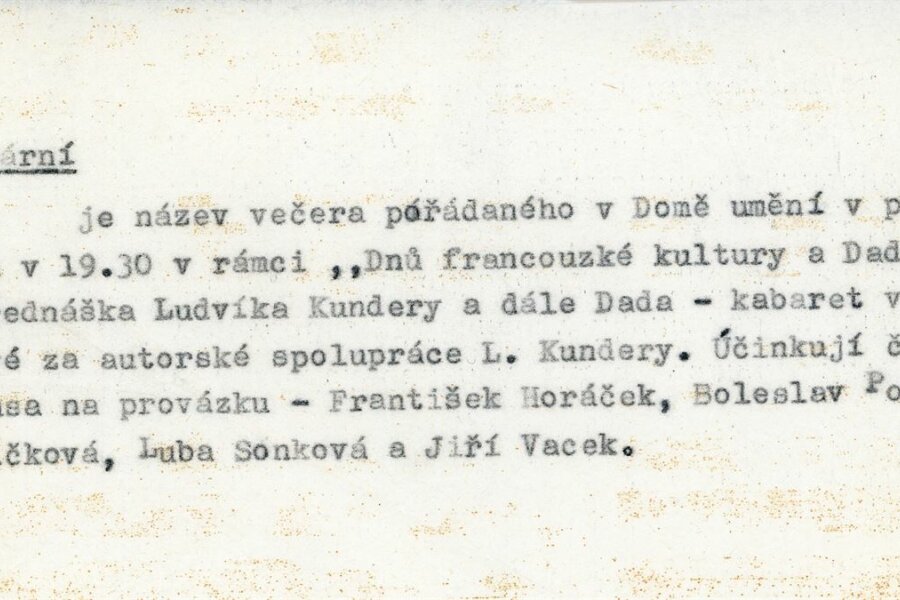 ární
je název večera pořádaného v Domě umění v p
v 19.30 v rámci ,,Dnů francouzké kultury a Dad
ednáška Ludvíka Kundery a dále Dada - kabaret v
é za autorské spolupráce L. Kundery. Účinkují č
sa na provázku - František Horáček, Boleslav Po
čková, Luba Sonková a Jiří Vacek.